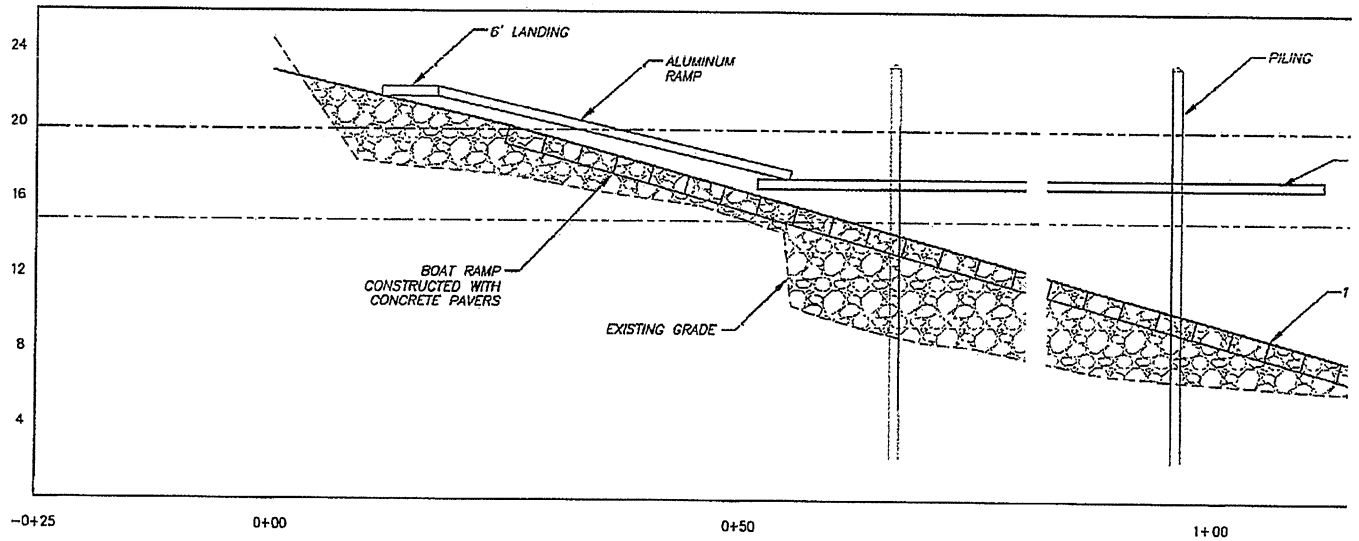 24
20
16
12
8
4
6' LANDING
ALUMINUM
RAMP
PILING
BOAT RAMP
CONSTRUCTED WITH
CONCRETE PAVERS
EXISTING GRADE
1
-0+25
0+00
0+50
1+00